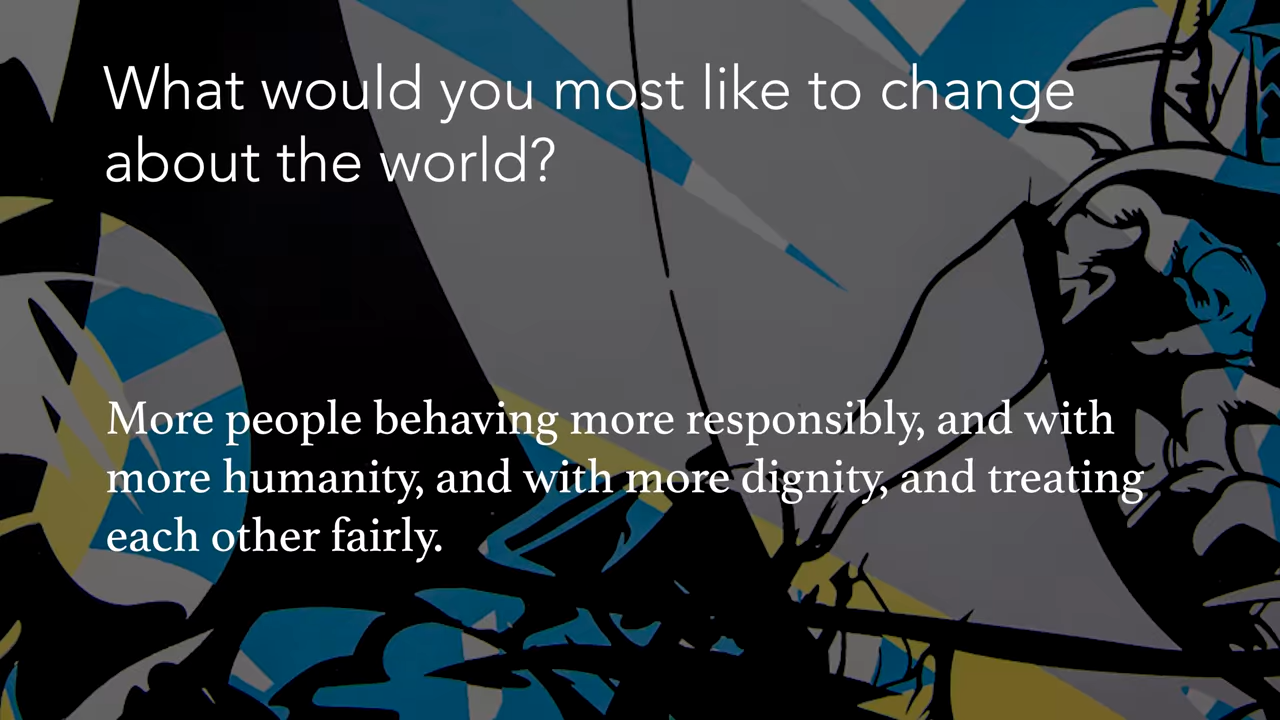 What would you most like to change
about the world?
More people behaving more responsibly, and with
more humanity, and with more dignity, and treating
each other fairly.